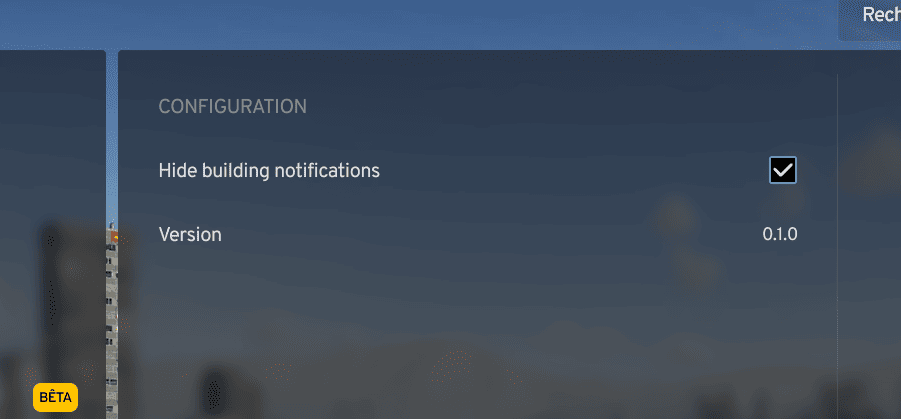 Rech
CONFIGURATION
Hide building notifications
Version
0.1.0
BÊTA